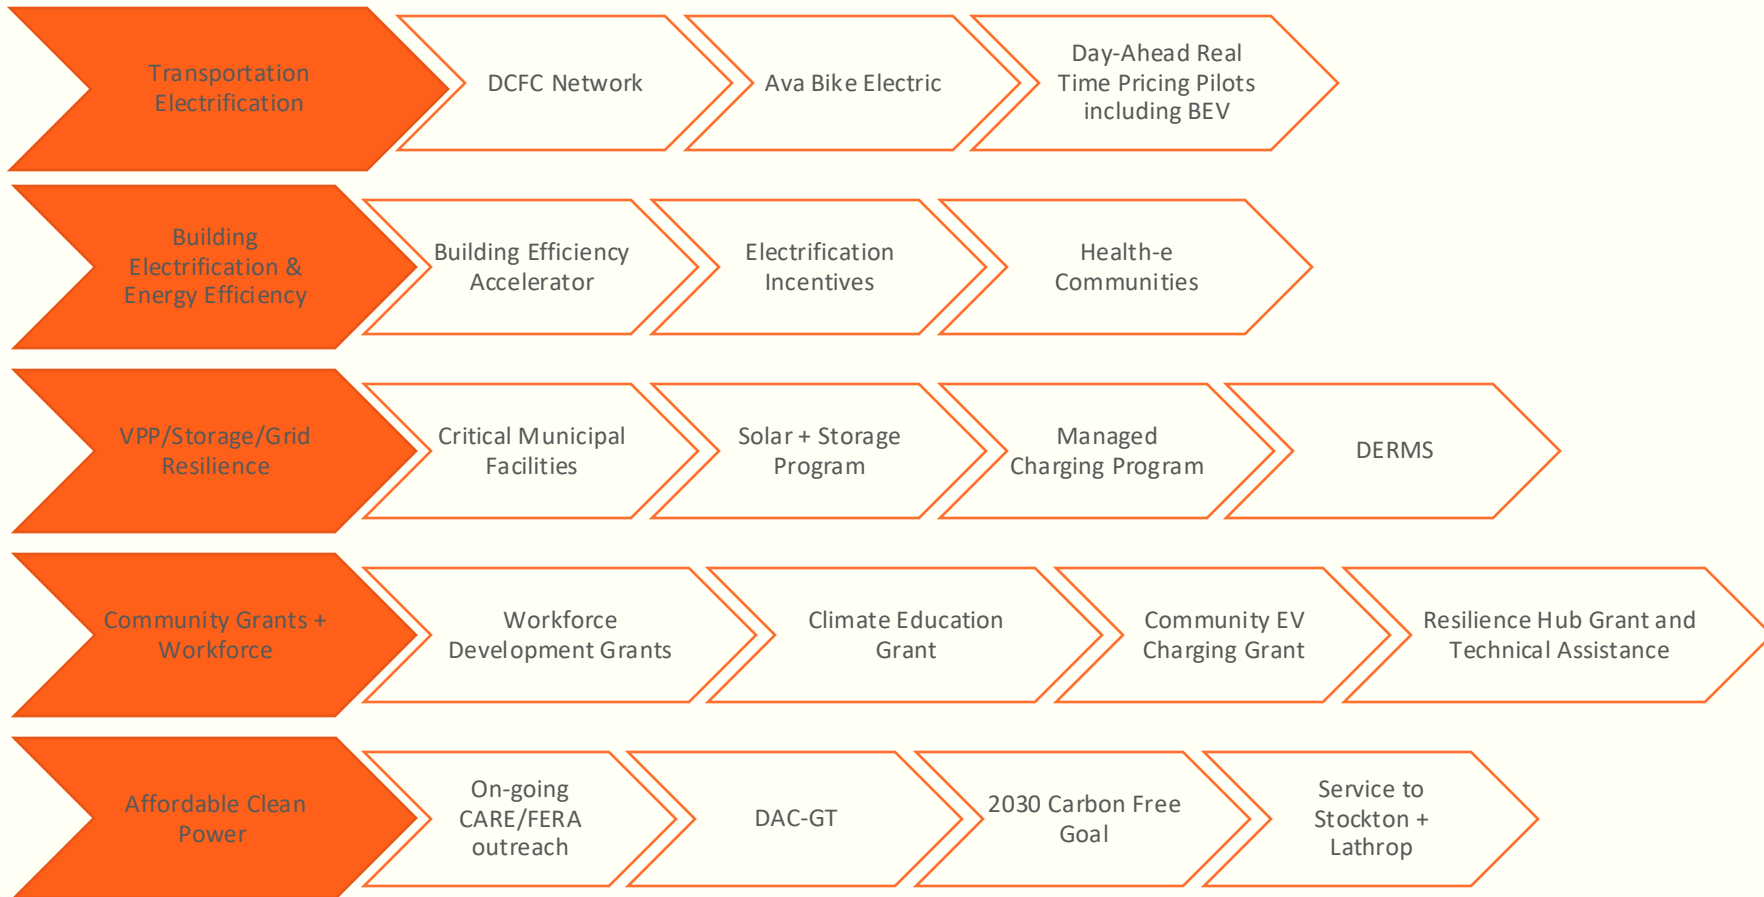 Transportation
Electrification
DCFC Network
Ava Bike Electric
Day-Ahead Real
Time Pricing Pilots
including BEV
Building
Electrification &
Energy Efficiency
Building Efficiency
Accelerator
Electrification
Incentives
Health-e
Communities
VPP/Storage/Grid
Resilience
Critical Municipal
Facilities
Solar + Storage
Program
Managed
Charging Program
DERMS
Community Grants +
Workforce
Workforce
Development Grants
Climate Education
Grant
Community EV
Charging Grant
Resilience Hub Grant and
Technical Assistance
Affordable Clean
Power
On-going
CARE/FERA
outreach
DAC-GT
2030 Carbon Free
Goal
Service to
Stockton +
Lathrop